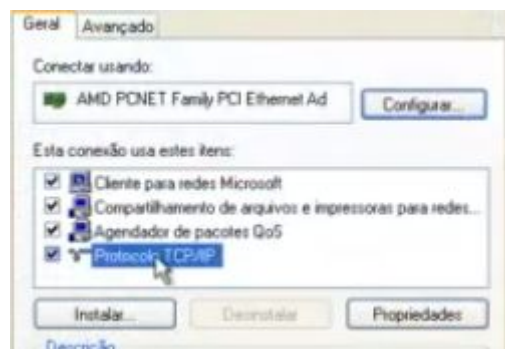 Geral Avançado
Conectar usando:
AMD PCNET Family PCI Ethernet Ad Configurar...
Esta conexão usa estes itens:
Cliente para redes Microsoft
Compartilhamento de arquivos e impressoras para redes...
Agendador de pacotes QoS
Protocolo TCP/IP
Instalar... Desinstalar Propriedades
Descrição